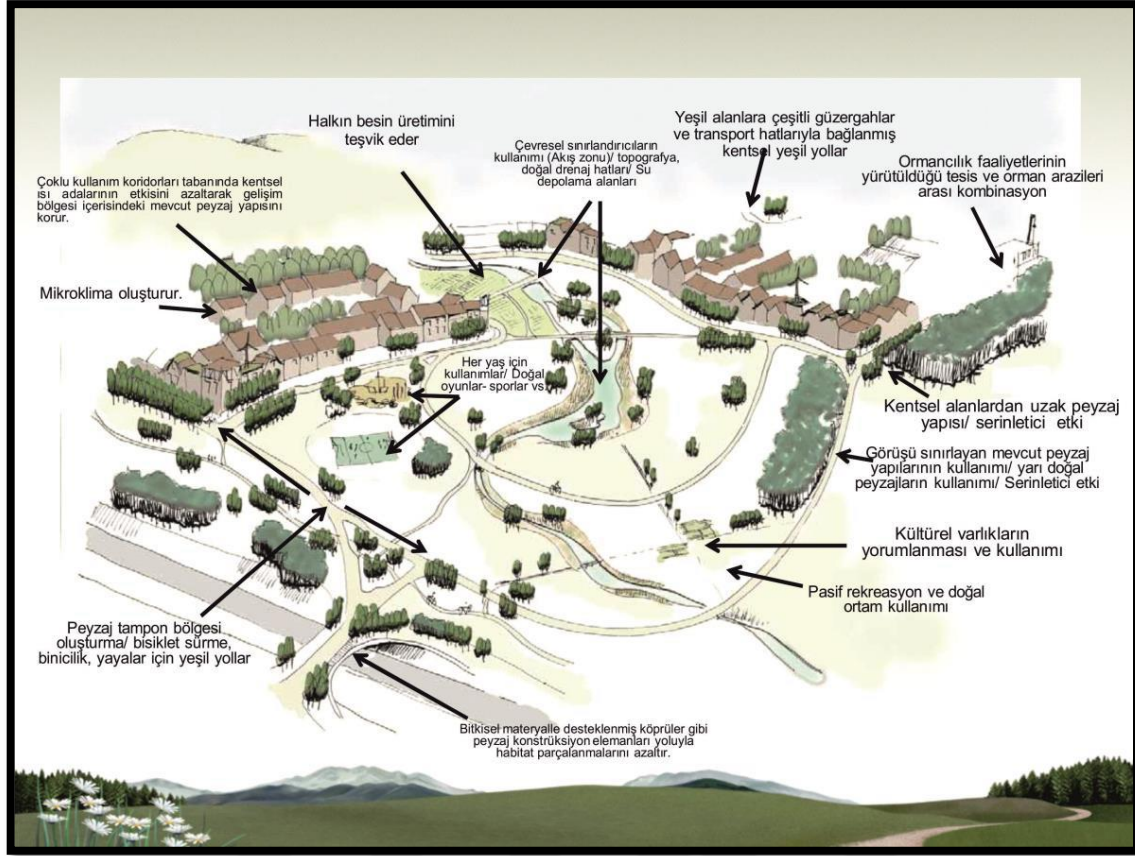 Halkın besin üretimini
teşvik eder
Çevresel sınırlandırıcıların
kullanımı (Akış zonu)/ topografya,
doğal drenaj hatları/ Su
depolama alanları
Yeşil alanlara çeşitli güzergahlar
ve transport hatlarıyla bağlanmış
kentsel yeşil yollar
Ormancılık faaliyetlerinin
yürütüldüğü tesis ve orman arazileri
arası kombinasyon
Çoklu kullanım koridorları tabanında kentsel
ısı adalarının etkisini azaltarak gelişim
bölgesi içerisindeki mevcut peyzaj yapısını
korur.
Mikroklima oluşturur.
Her yaş için
kullanımlar/ Doğal
oyunlar- sporlar vs.
Kentsel alanlardan uzak peyzaj
yapısı/ serinletici etki
Görüşü sınırlayan mevcut peyzaj
yapılarının kullanımı/ yarı doğal
peyzajların kullanımı/ Serinletici etki
Kültürel varlıkların
yorumlanması ve kullanımı
Pasif rekreasyon ve doğal
ortam kullanımı
Peyzaj tampon bölgesi
oluşturma/ bisiklet sürme,
binicilik, yayalar için yeşil yollar
Bitkisel materyalle desteklenmiş köprüler gibi
peyzaj konstrüksiyon elemanları yoluyla
habitat parçalanmalarını azaltır.